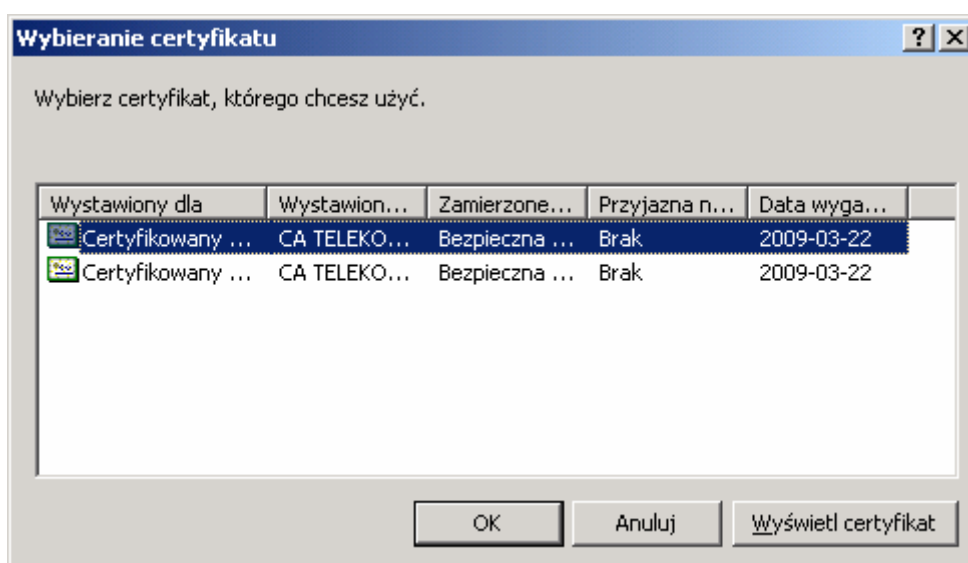 Wybieranie certyfikatu
Wybierz certyfikat, którego chcesz użyć.
Wystawiony dla Wystawion... Zamierzone... Przyjazna n... Data wyga...
Certyfikowany ... CA TELEKO... Bezpieczna ... Brak 2009-03-22
Certyfikowany ... CA TELEKO... Bezpieczna ... Brak 2009-03-22
OK Anuluj Wyświetl certyfikat